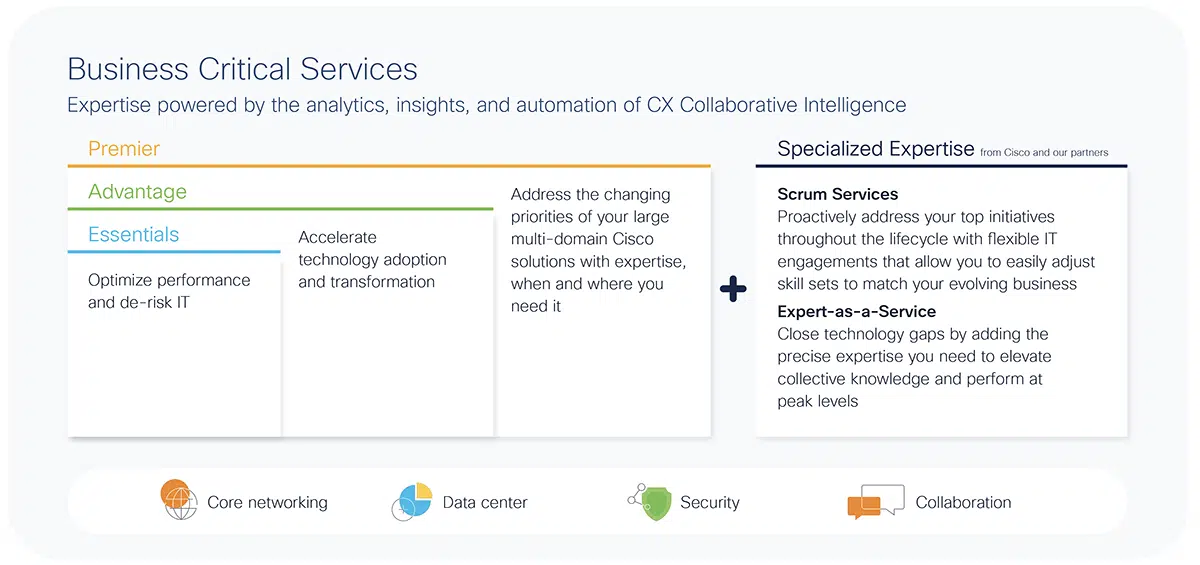 Business Critical Services
Expertise powered by the analytics, insights, and automation of CX Collaborative Intelligence
Premier
Advantage
Essentials
Optimize performance
and de-risk IT
Accelerate
technology adoption
and transformation
Address the changing
priorities of your large
multi-domain Cisco
solutions with expertise,
when and where you
need it
Specialized Expertise from Cisco and our partners
Scrum Services
Proactively address your top initiatives
throughout the lifecycle with flexible IT
engagements that allow you to easily adjust
skill sets to match your evolving business
Expert-as-a-Service
Close technology gaps by adding the
precise expertise you need to elevate
collective knowledge and perform at
peak levels
Core networking
Data center
Security
Collaboration